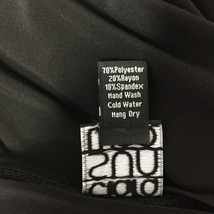 70%Polyester
20%Rayon
10%Spandex
Hand Wash
Cold Water
Hang Dry